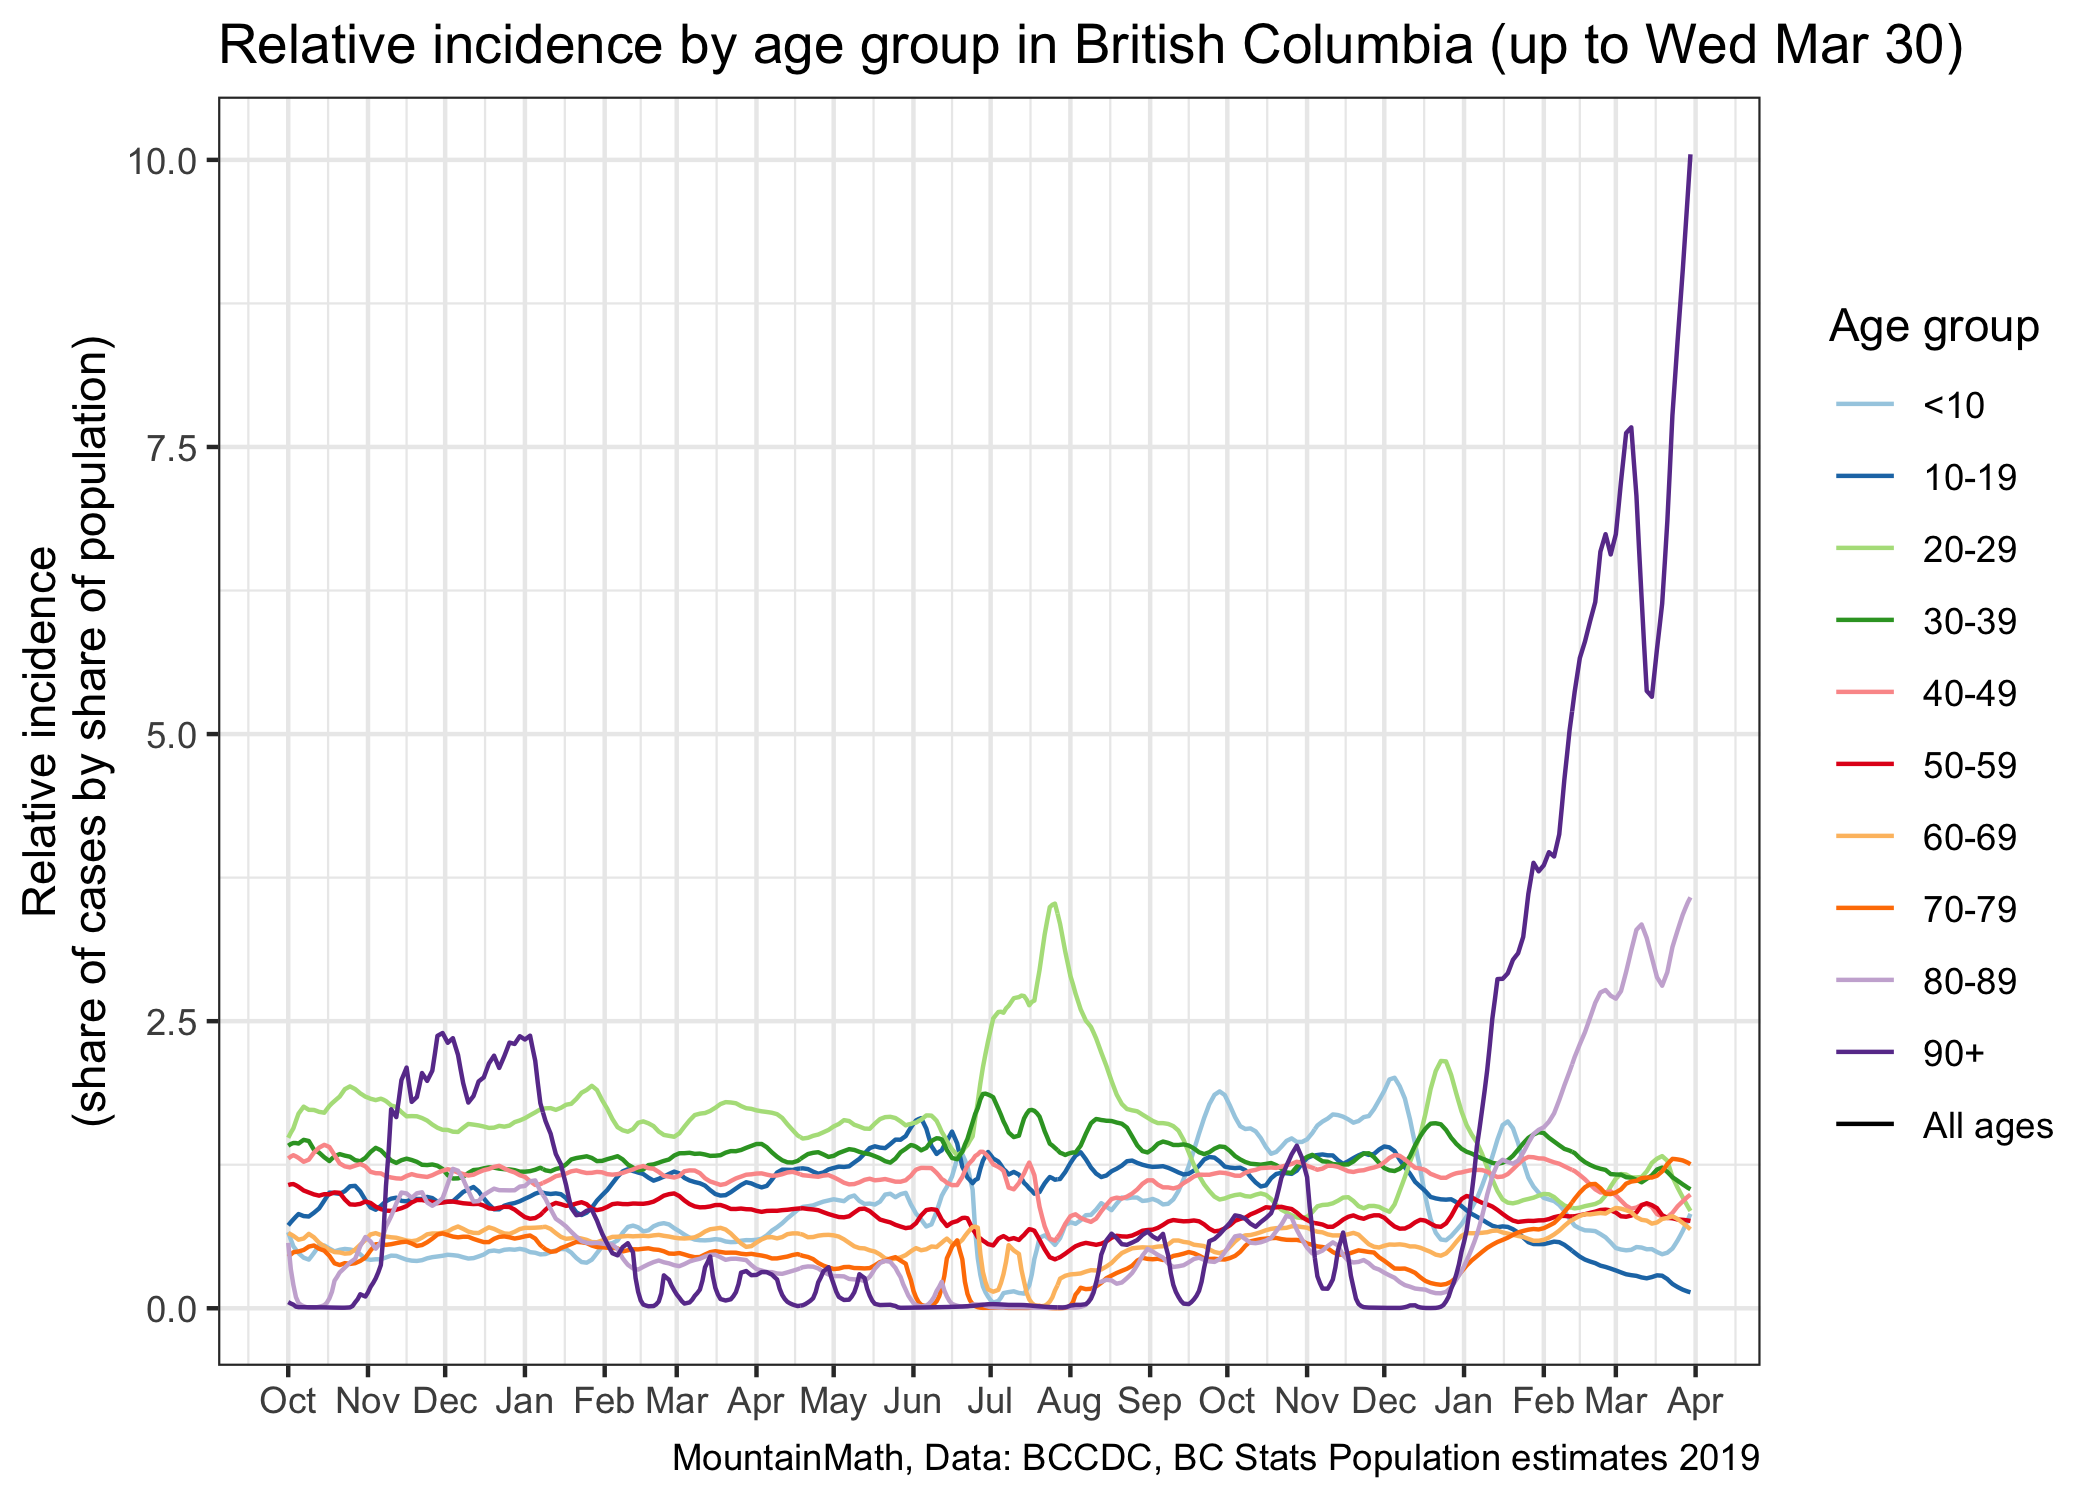 Relative incidence by age group in British Columbia (up to Wed Mar 30)
Relative incidence
(share of cases by share of population)
10.0
7.5
5.0
2.5
0.0
Oct Nov Dec Jan Feb Mar Apr May Jun Jul Aug Sep Oct Nov Dec Jan Feb Mar Apr
Age group
<10
10-19
20-29
30-39
40-49
50-59
60-69
70-79
80-89
90+
All ages
MountainMath, Data: BCCDC, BC Stats Population estimates 2019